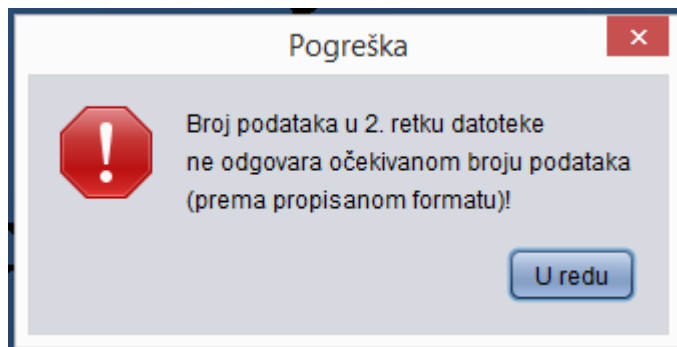 Pogreška
Broj podataka u 2. retku datoteke
ne odgovara očekivanom broju podataka
(prema propisanom formatu)!
U redu